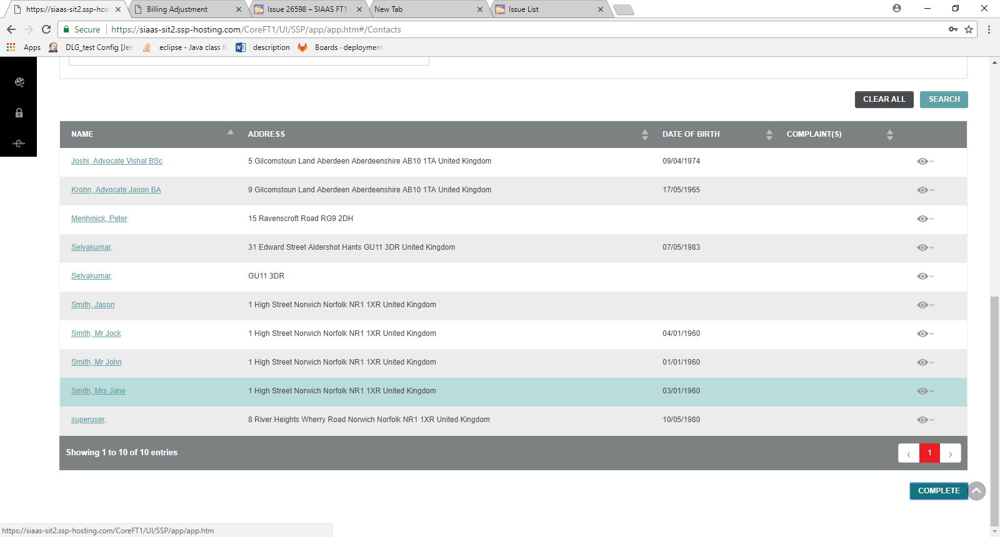 https://siaas-sit2.ssp-host
Billing Adjustment
Issue 26598 – SIAAS FT1
New Tab
Issue List
Secure
https://siaas-sit2.ssp-hosting.com/CoreFT1/UI/SSP/app/app.htm#/Contacts
Apps
DLG_test Config [Jen
eclipse - Java class fi
description
Boards · deployment
CLEAR ALL
SEARCH
NAME ADDRESS DATE OF BIRTH COMPLAINT(S)
Joshi, Advocate Vishal BSc 5 Gilcomstoun Land Aberdeen Aberdeenshire AB10 1TA United Kingdom 09/04/1974
Krohn, Advocate Jason BA 9 Gilcomstoun Land Aberdeen Aberdeenshire AB10 1TA United Kingdom 17/05/1965
Menhinick, Peter 15 Ravenscroft Road RG9 2DH
Selvakumar, 31 Edward Street Aldershot Hants GU11 3DR United Kingdom 07/05/1983
Selvakumar, GU11 3DR
Smith, Jason 1 High Street Norwich Norfolk NR1 1XR United Kingdom
Smith, Mr Jock 1 High Street Norwich Norfolk NR1 1XR United Kingdom 04/01/1960
Smith, Mr John 1 High Street Norwich Norfolk NR1 1XR United Kingdom 01/01/1960
Smith, Mrs Jane 1 High Street Norwich Norfolk NR1 1XR United Kingdom 03/01/1960
superuser, 8 River Heights Wherry Road Norwich Norfolk NR1 1XR United Kingdom 10/05/1980
Showing 1 to 10 of 10 entries
‹ 1 ›
COMPLETE
https://siaas-sit2.ssp-hosting.com/CoreFT1/UI/SSP/app/app.htm